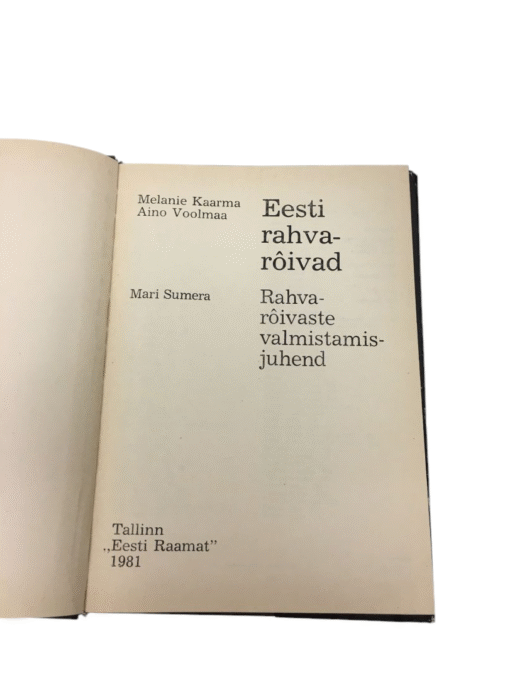 Melanie Kaarma
Aino Voolmaa
Eesti
rahva-
rôivad
Mari Sumera
Rahva-
rôivaste
valmistamis-
juhend
Tallinn
„Eesti Raamat”
1981